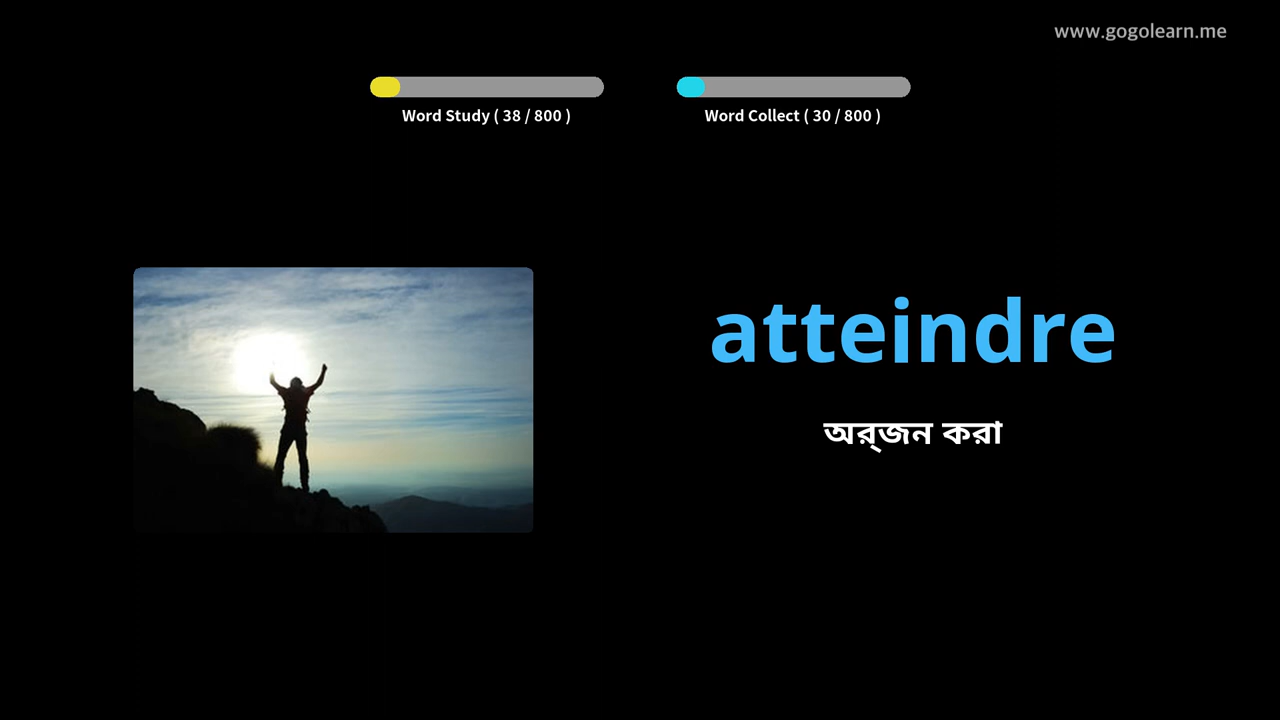 www.gogolearn.me
Word Study ( 38 / 800 )
Word Collect ( 30 / 800 )
atteindre
অর্জন করা